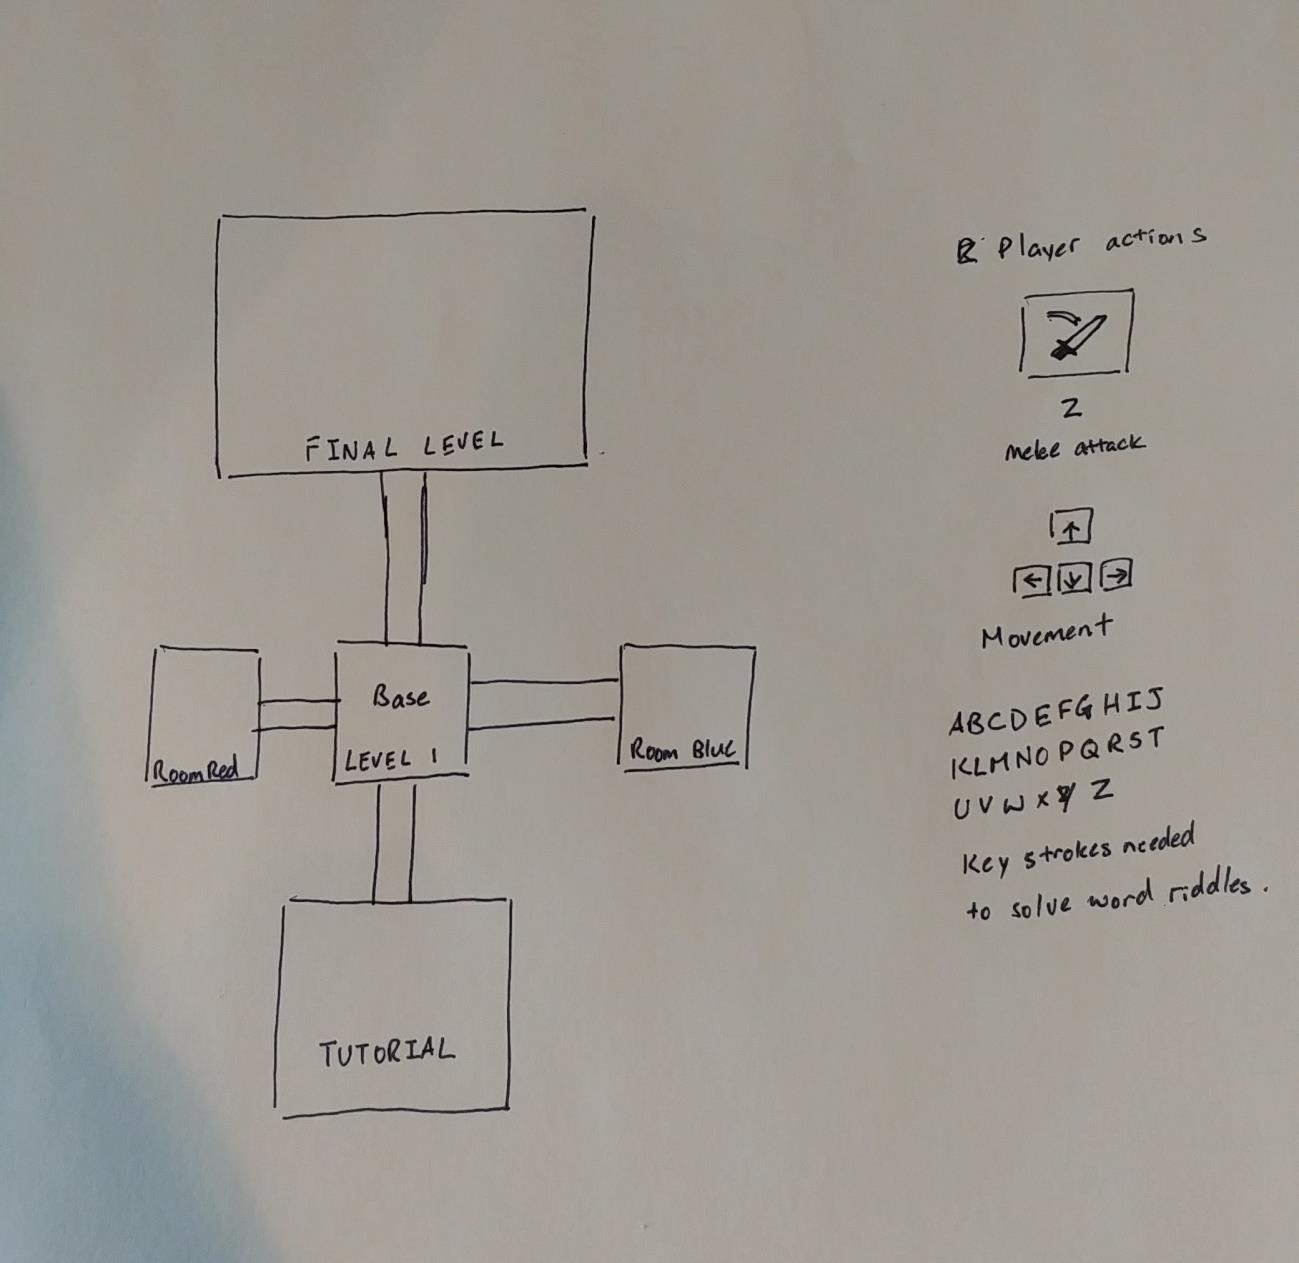 FINAL LEVEL
Base
LEVEL 1
Room Red
Room Blue
TUTORIAL
Player actions
Z
melee attack
↑
← ↓ →
Movement
ABCDEFGHIJ
KLMNOPQRST
UVWXYZ
Key strokes needed
to solve word riddles.